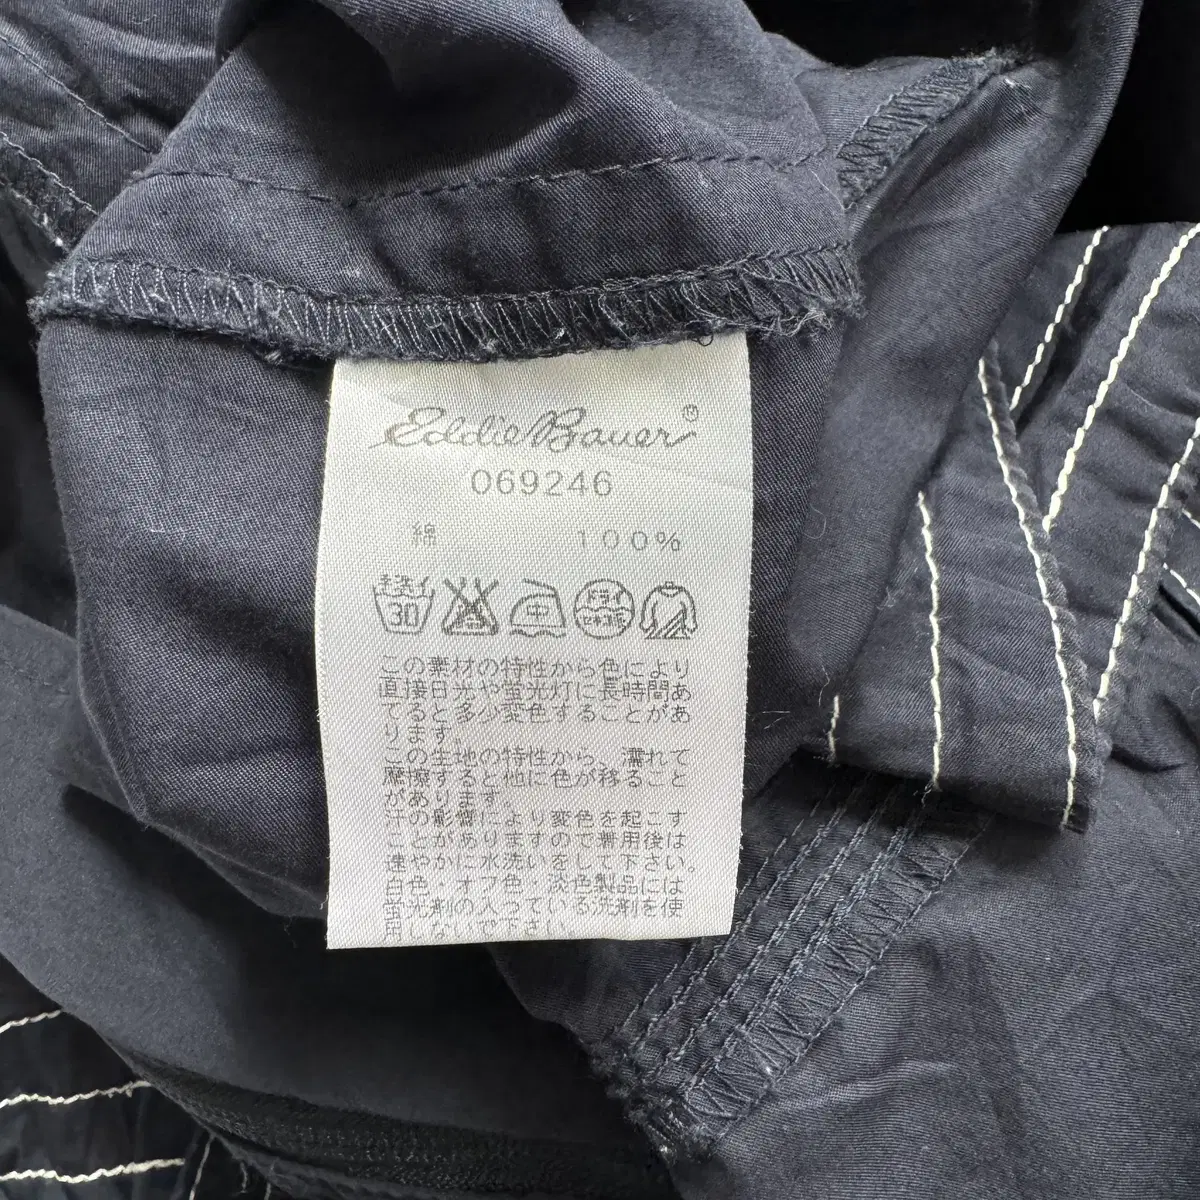 Eddie Bauer®
069246
綿 100%
30 中
この素材の特性から色により
直接日光や蛍光灯に長時間あ
てると多少変色することがあ
ります。
この生地の特性から、濡れて
摩擦すると他に色が移ること
があります。
汗の影響により変色を起こす
ことがありますので着用後は
速やかに水洗いをして下さい。
白色・オフ色・淡色製品には
蛍光剤の入っている洗剤を使
用しないで下さい。